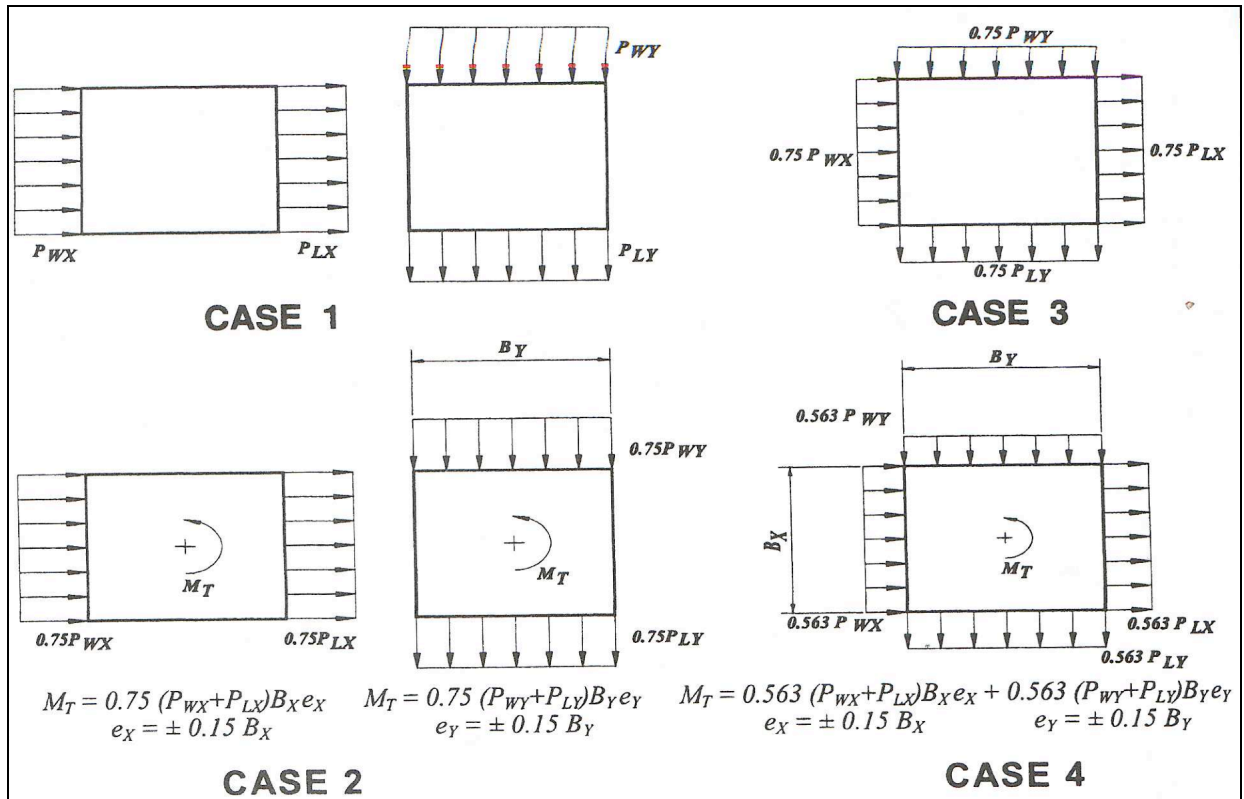 P WX
P LX
P WY
P LY
CASE 1
0.75 P WY
0.75 P WX
0.75 P LX
0.75 P LY
CASE 3
M T
0.75P WX
0.75P LX
M T = 0.75 (P WX+P LX)B X e X
e X = ± 0.15 B X
B Y
0.75P WY
M T
0.75P LY
M T = 0.75 (P WY+P LY)B Y e Y
e Y = ± 0.15 B Y
CASE 2
B Y
0.563 P WY
B X
M T
0.563 P WX
0.563 P LX
0.563 P LY
M T = 0.563 (P WX+P LX)B X e X + 0.563 (P WY+P LY)B Y e Y
e X = ± 0.15 B X
e Y = ± 0.15 B Y
CASE 4